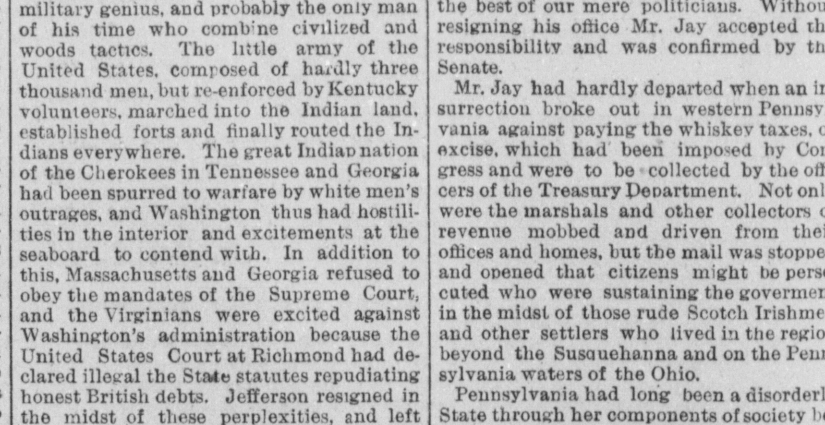 military genius, and probably the only man
of his time who combine civilized and
woods tactics. The little army of the
United States, composed of hardly three
thousand men, but re-enforced by Kentucky
volunteers, marched into the Indian land,
established forts and finally routed the In-
dians everywhere. The great Indian nation
of the Cherokees in Tennessee and Georgia
had been spurred to warfare by white men's
outrages, and Washington thus had hostili-
ties in the interior and excitements at the
seaboard to contend with. In addition to
this, Massachusetts and Georgia refused to
obey the mandates of the Supreme Court,
and the Virginians were excited against
Washington's administration because the
United States Court at Richmond had de-
clared illegal the State statutes repudiating
honest British debts. Jefferson resigned in
the midst of these perplexities, and left
the best of our mere politicians. Withou
resigning his office Mr. Jay accepted th
responsibility and was confirmed by th
Senate.
Mr. Jay had hardly departed when an in
surrection broke out in western Pennsy
vania against paying the whiskey taxes, o
excise, which had been imposed by Con
gress and were to be collected by the offi
cers of the Treasury Department. Not onl
were the marshals and other collectors o
revenue mobbed and driven from thei
offices and homes, but the mail was stoppe
and opened that citizens might be perse
cuted who were sustaining the govermen
in the midst of those rude Scotch Irishme
and other settlers who lived in the regio
beyond the Susquehanna and on the Penn
sylvania waters of the Ohio.
Pennsylvania had long been a disorderl
State through her components of society be